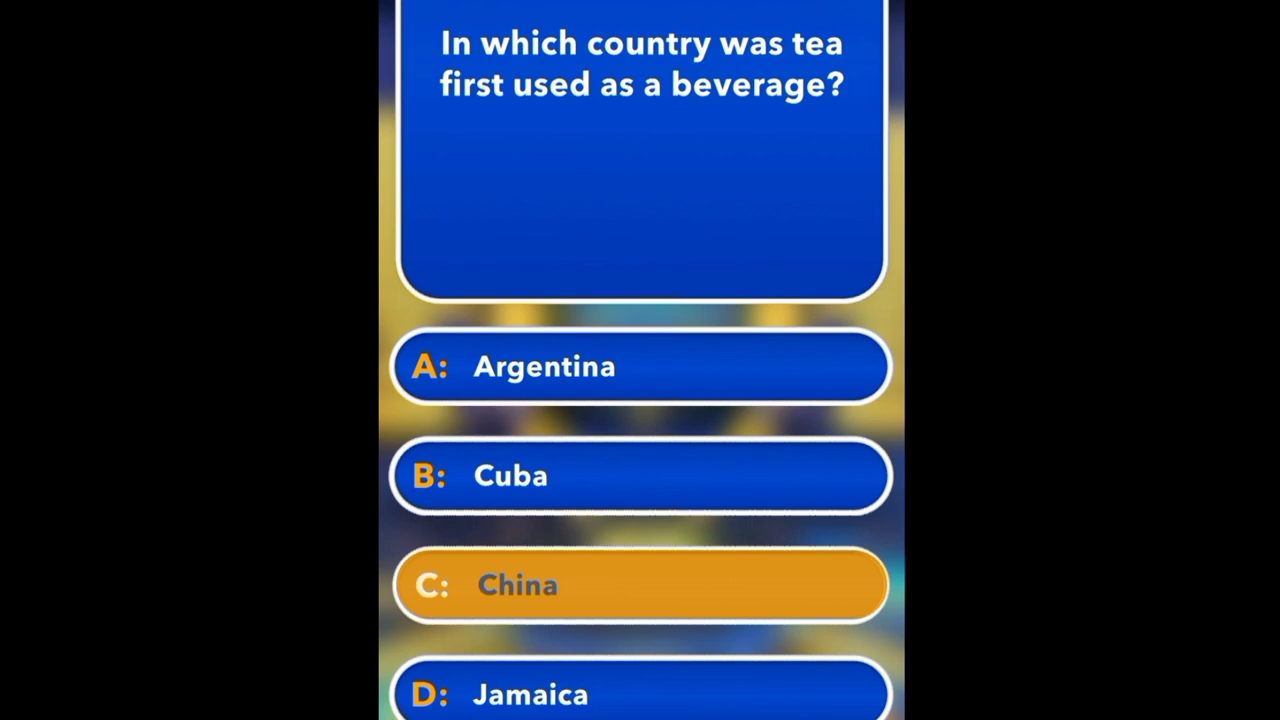 In which country was tea
first used as a beverage?
A: Argentina
B: Cuba
C: China
D: Jamaica